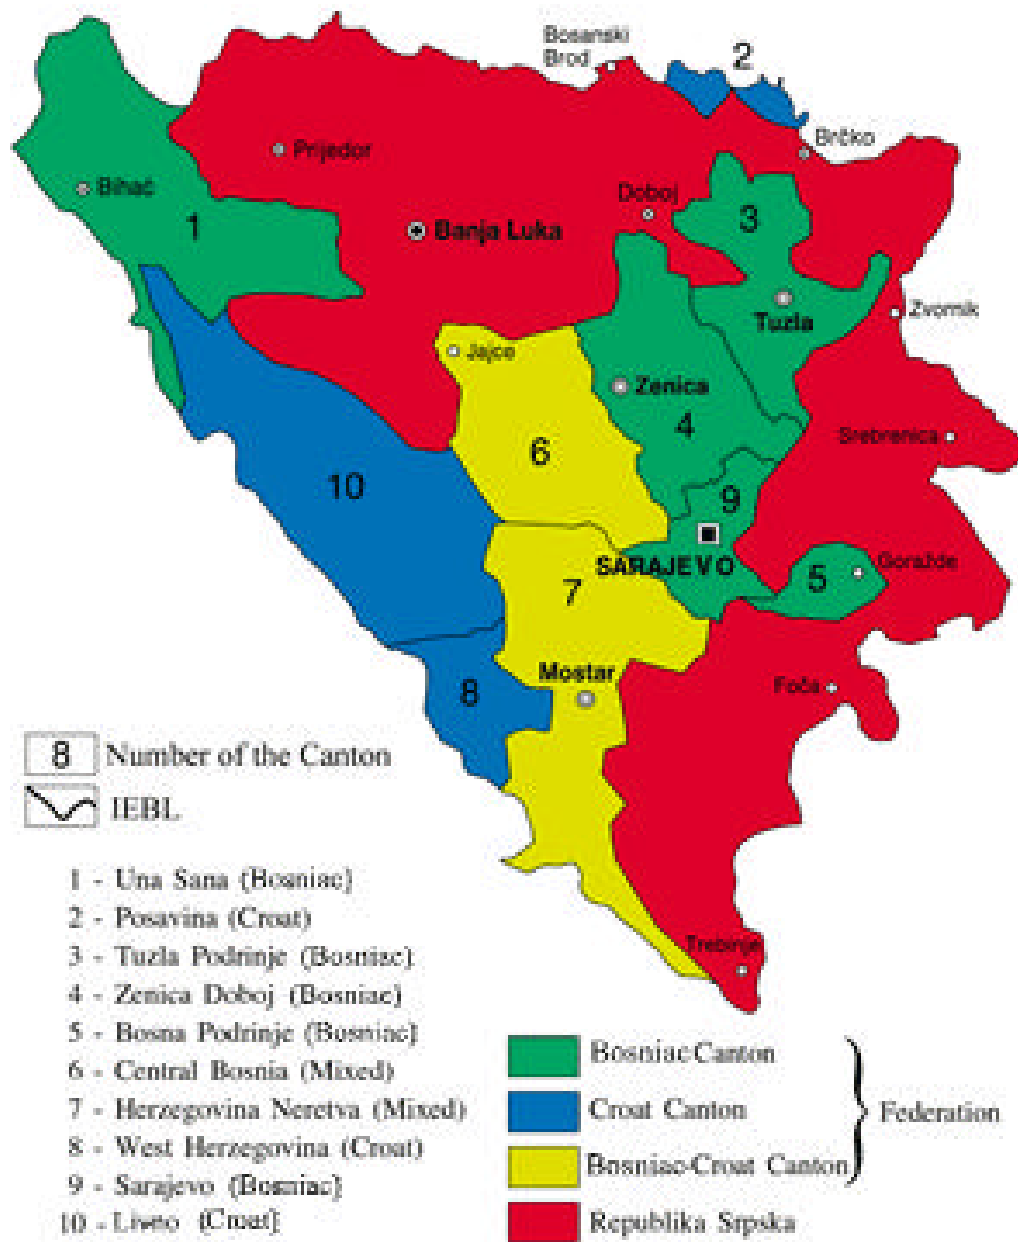 Bosanski
Brod
2
Brčko
Prijedor
Bihać
Doboj
1
Banja Luka
3
Tuzla
Zvornik
Jajce
Zenica
4
Srebrenica
6
10
9
SARAJEVO
Goražde
5
7
Mostar
8
Foča
Trebinje
8 Number of the Canton
IEBL
1 - Una Sana (Bosniac)
2 - Posavina (Croat)
3 - Tuzla Podrinje (Bosniac)
4 - Zenica Doboj (Bosniac)
5 - Bosna Podrinje (Bosniac)
6 - Central Bosnia (Mixed)
7 - Herzegovina Neretva (Mixed)
8 - West Herzegovina (Croat)
9 - Sarajevo (Bosniac)
10 - Livno (Croat)
Bosniac Canton
Croat Canton
Federation
Bosniac-Croat Canton
Republika Srpska